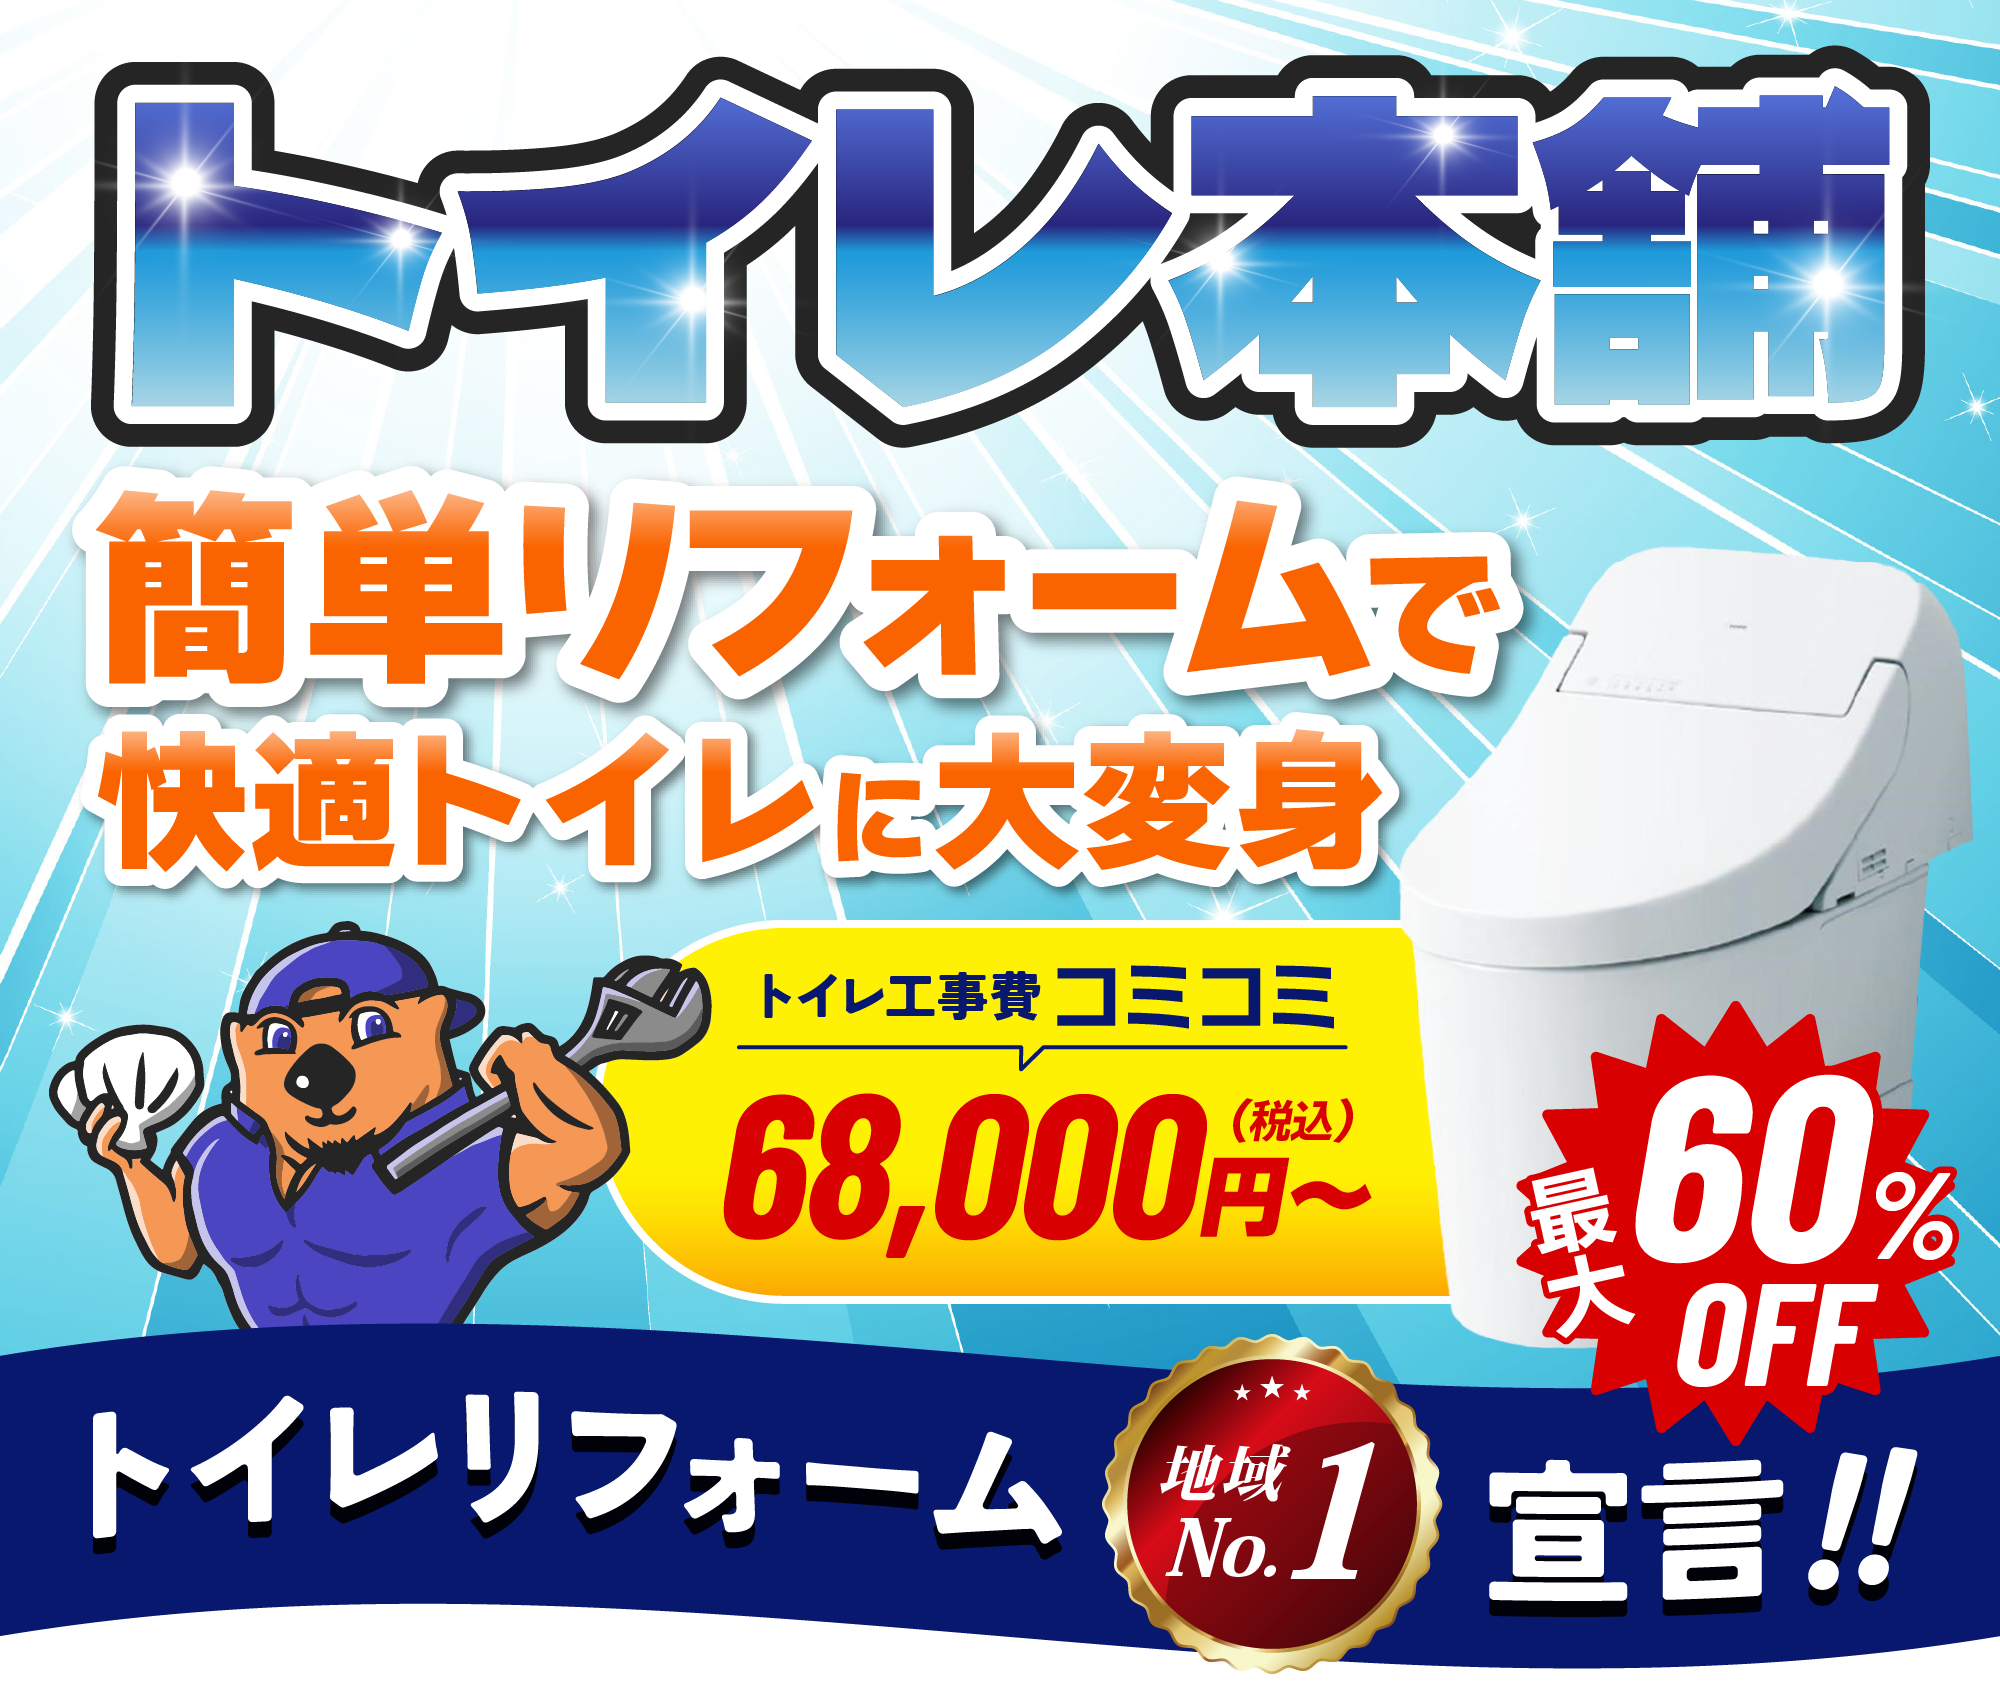 トイレ本舗
簡単リフォームで
快適トイレに大変身
トイレ工事費 コミコミ
68,000円〜（税込）
最大60%OFF
トイレリフォーム 地域No.1 宣言!!